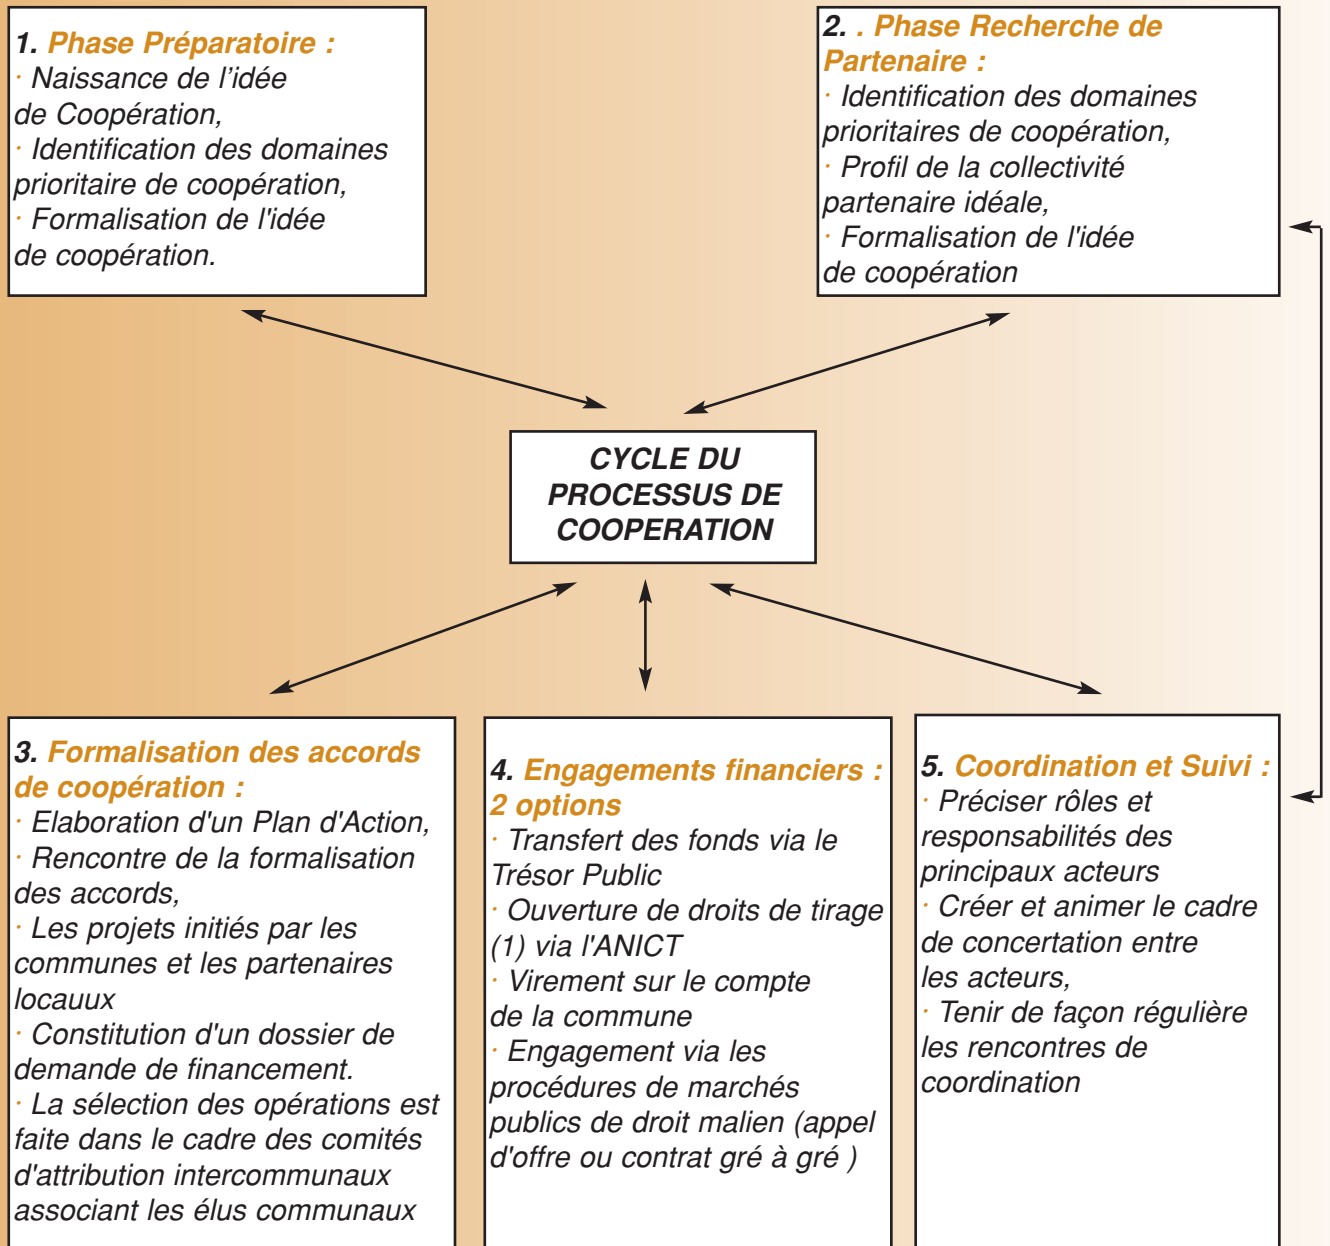 1. Phase Préparatoire :
· Naissance de l'idée
de Coopération,
· Identification des domaines
prioritaire de coopération,
· Formalisation de l'idée
de coopération.
2. . Phase Recherche de
Partenaire :
· Identification des domaines
prioritaires de coopération,
· Profil de la collectivité
partenaire idéale,
· Formalisation de l'idée
de coopération
CYCLE DU
PROCESSUS DE
COOPERATION
3. Formalisation des accords
de coopération :
· Elaboration d'un Plan d'Action,
· Rencontre de la formalisation
des accords,
· Les projets initiés par les
communes et les partenaires
locauux
· Constitution d'un dossier de
demande de financement.
· La sélection des opérations est
faite dans le cadre des comités
d'attribution intercommunaux
associant les élus communaux
4. Engagements financiers :
2 options
· Transfert des fonds via le
Trésor Public
· Ouverture de droits de tirage
(1) via l'ANICT
· Virement sur le compte
de la commune
· Engagement via les
procédures de marchés
publics de droit malien (appel
d'offre ou contrat gré à gré )
5. Coordination et Suivi :
· Préciser rôles et
responsabilités des
principaux acteurs
· Créer et animer le cadre
de concertation entre
les acteurs,
· Tenir de façon régulière
les rencontres de
coordination